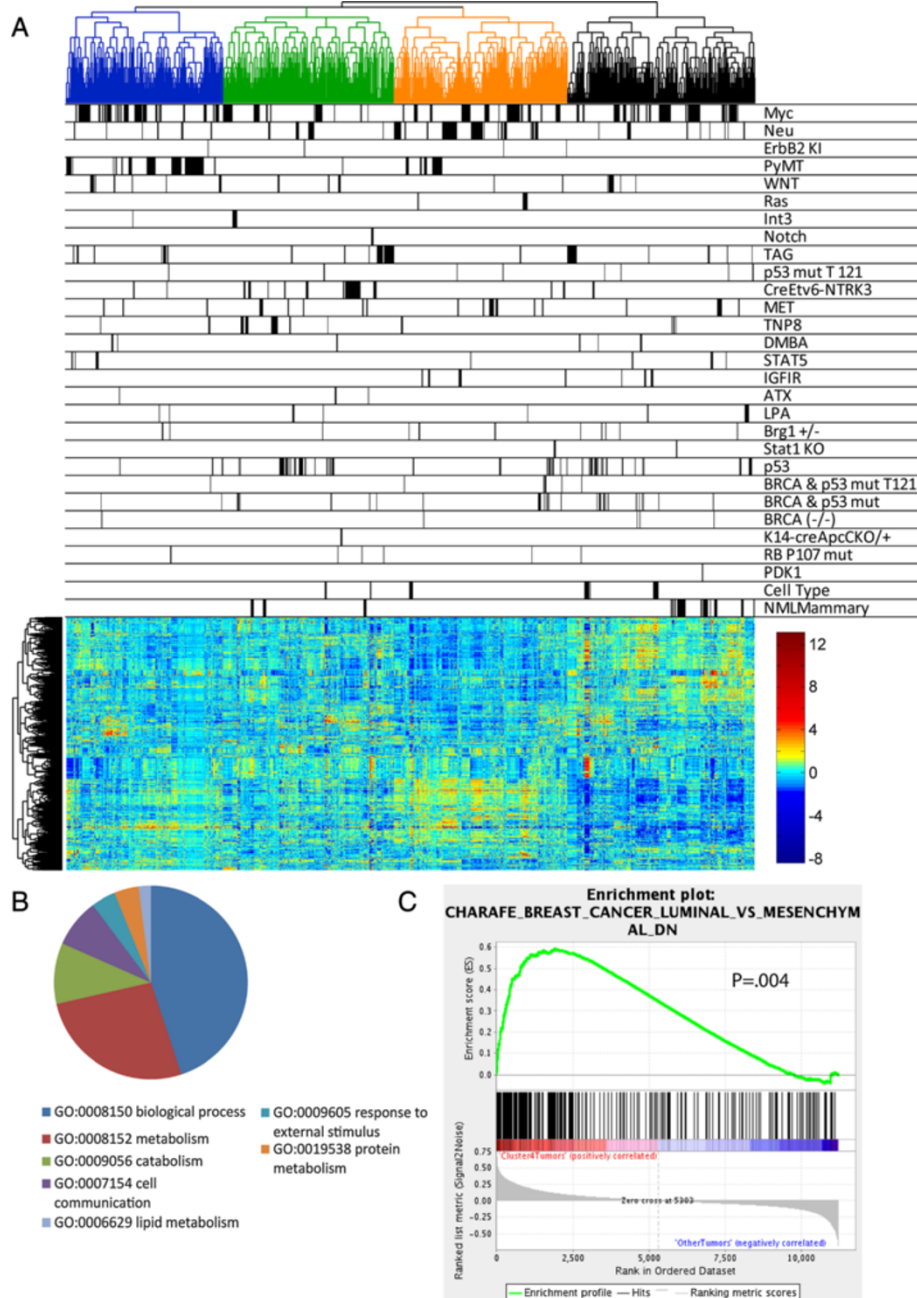 A
Myc
Neu
ErbB2 KI
PyMT
WNT
Ras
Int3
Notch
TAG
p53 mut T 121
CreEtv6-NTRK3
MET
TNP8
DMBA
STAT5
IGFIR
ATX
LPA
Brg1 +/-
Stat1 KO
p53
BRCA & p53 mut T121
BRCA & p53 mut
BRCA (-/-)
K14-creApcCKO/+
RB P107 mut
PDK1
Cell Type
NMLMammary
12
8
4
0
-4
-8
B
GO:0008150 biological process
GO:0008152 metabolism
GO:0009056 catabolism
GO:0007154 cell
communication
GO:0006629 lipid metabolism
GO:0009605 response to
external stimulus
GO:0019538 protein
metabolism
C
Enrichment plot:
CHARAFE_BREAST_CANCER_LUMINAL_VS_MESENCHYM
AL_DN
Enrichment score (ES)
0.6
0.5
0.4
0.3
0.2
0.1
0.0
P=.004
Ranked list metric (Signal2Noise)
0.75
0.50
0.25
0.00
-0.25
-0.50
'Cluster4Tumors' (positively correlated)
Zero cross at 5303
'OtherTumors' (negatively correlated)
0 2,500 5,000 7,500 10,000
Rank in Ordered Dataset
Enrichment profile Hits Ranking metric scores